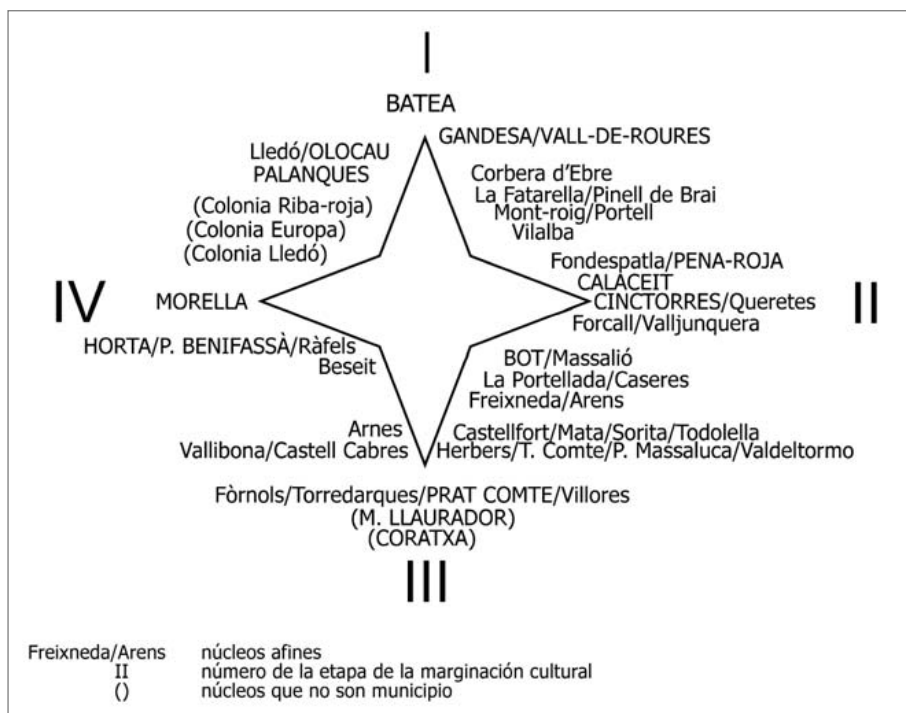 I
BATEA
GANDESA/VALL-DE-ROURES
Lledó/OLOCAU
PALANQUES
Corbera d'Ebre
La Fatarella/Pinell de Brai
Mont-roig/Portell
Vilalba
(Colonia Riba-roja)
(Colonia Europa)
(Colonia Lledó)
Fondespatla/PENA-ROJA
CALACEIT
CINCTORRES/Queretes
Forcall/Valljunquera
IV
MORELLA
II
HORTA/P. BENIFASSÀ/Ràfels
Beseit
BOT/Massalió
La Portellada/Caseres
Freixneda/Arens
Arnes
Vallibona/Castell Cabres
Castellfort/Mata/Sorita/Todolella
Herbers/T. Comte/P. Massaluca/Valdeltormo
Fòrnols/Torredarques/PRAT COMTE/Villores
(M. LLAURADOR)
(CORATXA)
III
Freixneda/Arens núcleos afines
II número de la etapa de la marginación cultural
() núcleos que no son municipio